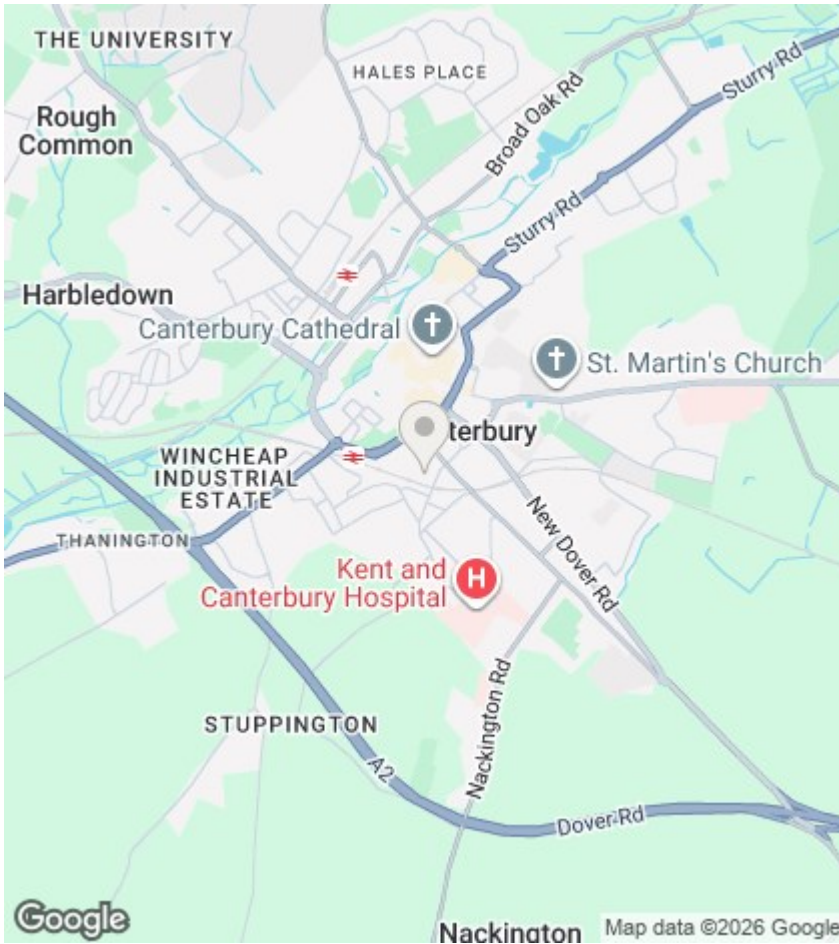 THE UNIVERSITY
HALES PLACE
Sturry Rd
Rough
Common
Broad Oak Rd
Sturry Rd
Harbledown
Canterbury Cathedral
St. Martin's Church
terbury
WINCHEAP
INDUSTRIAL
ESTATE
New Dover Rd
THANINGTON
Kent and
Canterbury Hospital
H
Nackington Rd
STUPPINGTON
A2
Dover Rd
Google
Nackington
Map data ©2026 Google